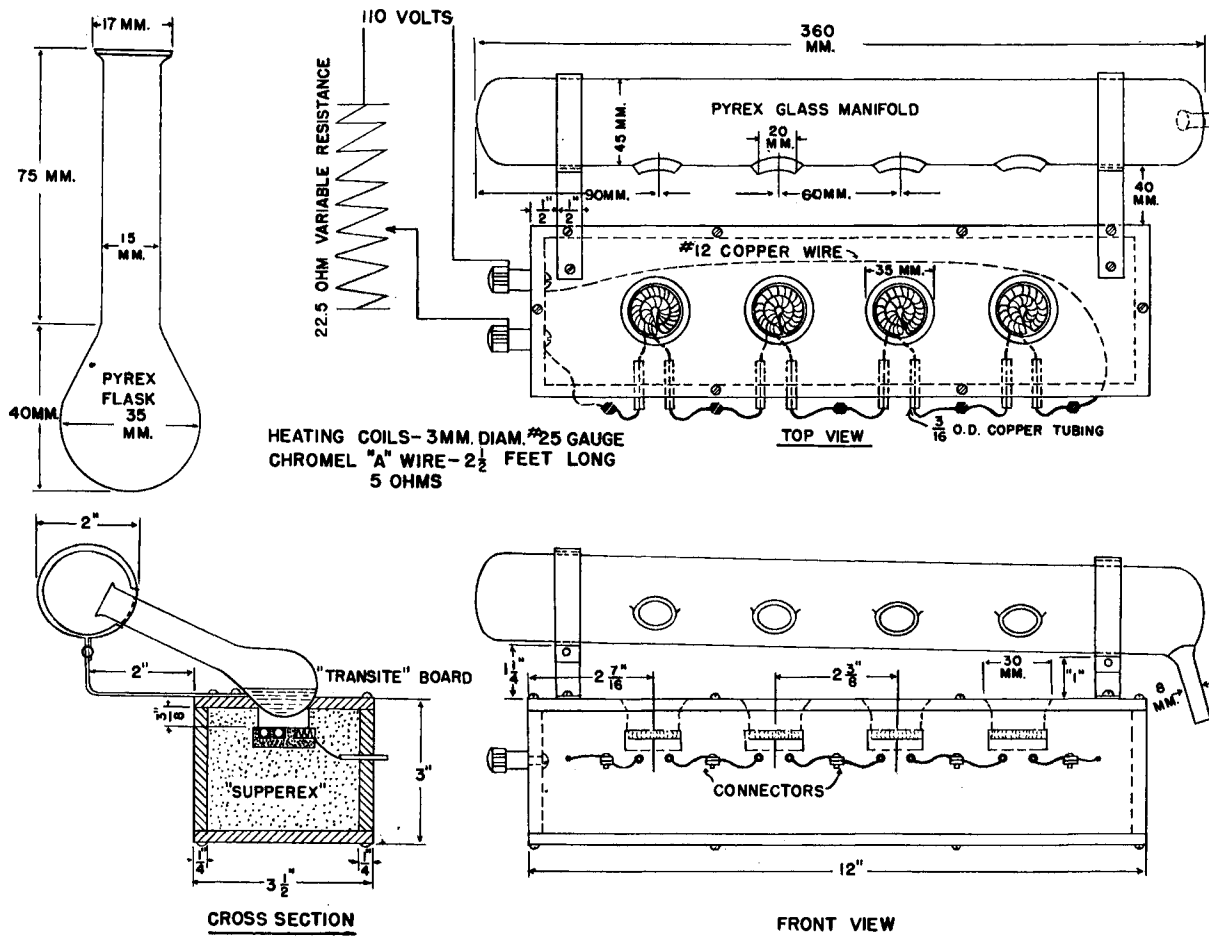 17 MM.
75 MM.
15
MM.
PYREX
FLASK
35
MM.
40MM.
110 VOLTS
22.5 OHM VARIABLE RESISTANCE
360
MM.
PYREX GLASS MANIFOLD
45 MM.
20
MM.
90MM.
60MM.
40
MM.
1/2"
1/2"
#12 COPPER WIRE
35 MM.
3/16 O.D. COPPER TUBING
TOP VIEW
HEATING COILS-3MM. DIAM. #25 GAUGE
CHROMEL "A" WIRE-2 1/2 FEET LONG
5 OHMS
2"
2"
"TRANSITE" BOARD
3/8"
"SUPPEREX"
3"
1/4"
1/4"
3 1/2"
CROSS SECTION
2 7/16"
2 3/8"
30
MM.
"1"
8
MM.
CONNECTORS
12"
FRONT VIEW